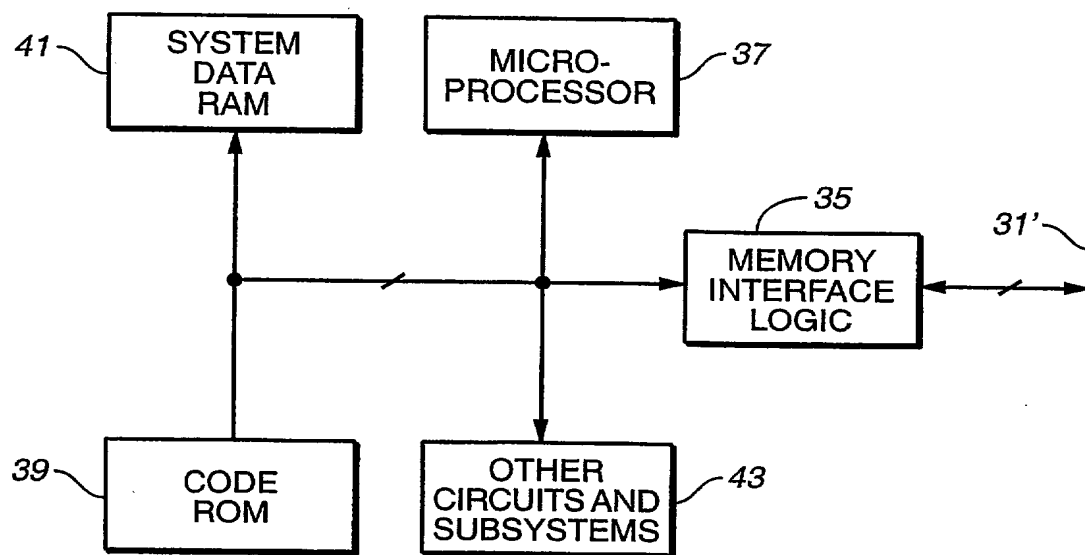 41
SYSTEM
DATA
RAM
MICRO-
PROCESSOR
37
35
31'
MEMORY
INTERFACE
LOGIC
39
CODE
ROM
OTHER
CIRCUITS AND
SUBSYSTEMS
43